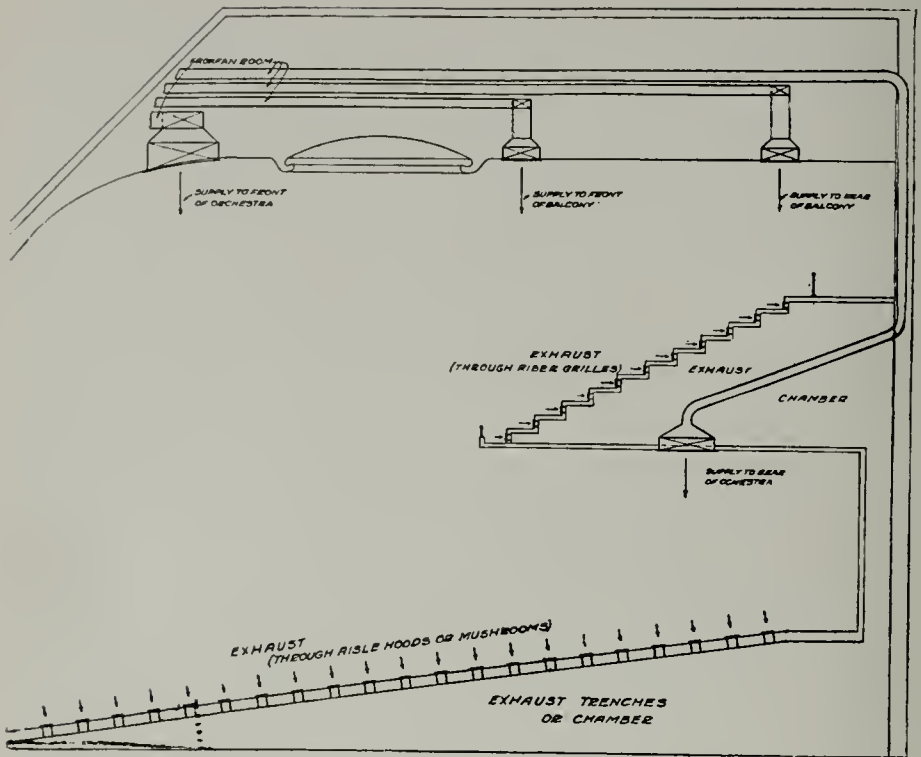 FROM FAN ROOM
SUPPLY TO FRONT
OF ORCHESTRA
SUPPLY TO FRONT
OF BALCONY
SUPPLY TO REAR
OF BALCONY
EXHAUST
(THROUGH RISER GRILLES)
EXHAUST
CHAMBER
SUPPLY TO REAR
OF OCHESTRA
EXHAUST
(THROUGH AISLE HOODS OR MUSHROOMS)
EXHAUST TRENCHES
OR CHAMBER